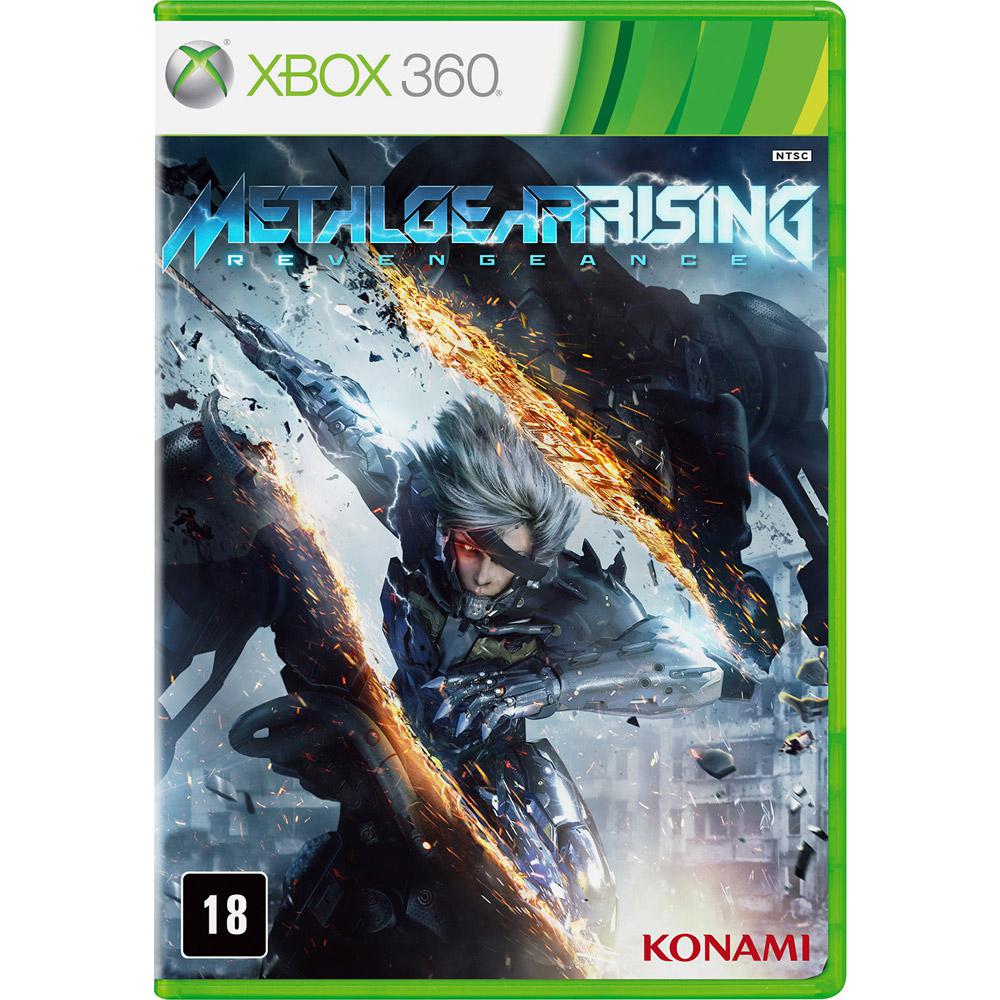 XBOX 360
NTSC
METAL GEAR RISING
REVENGEANCE
18
KONAMI